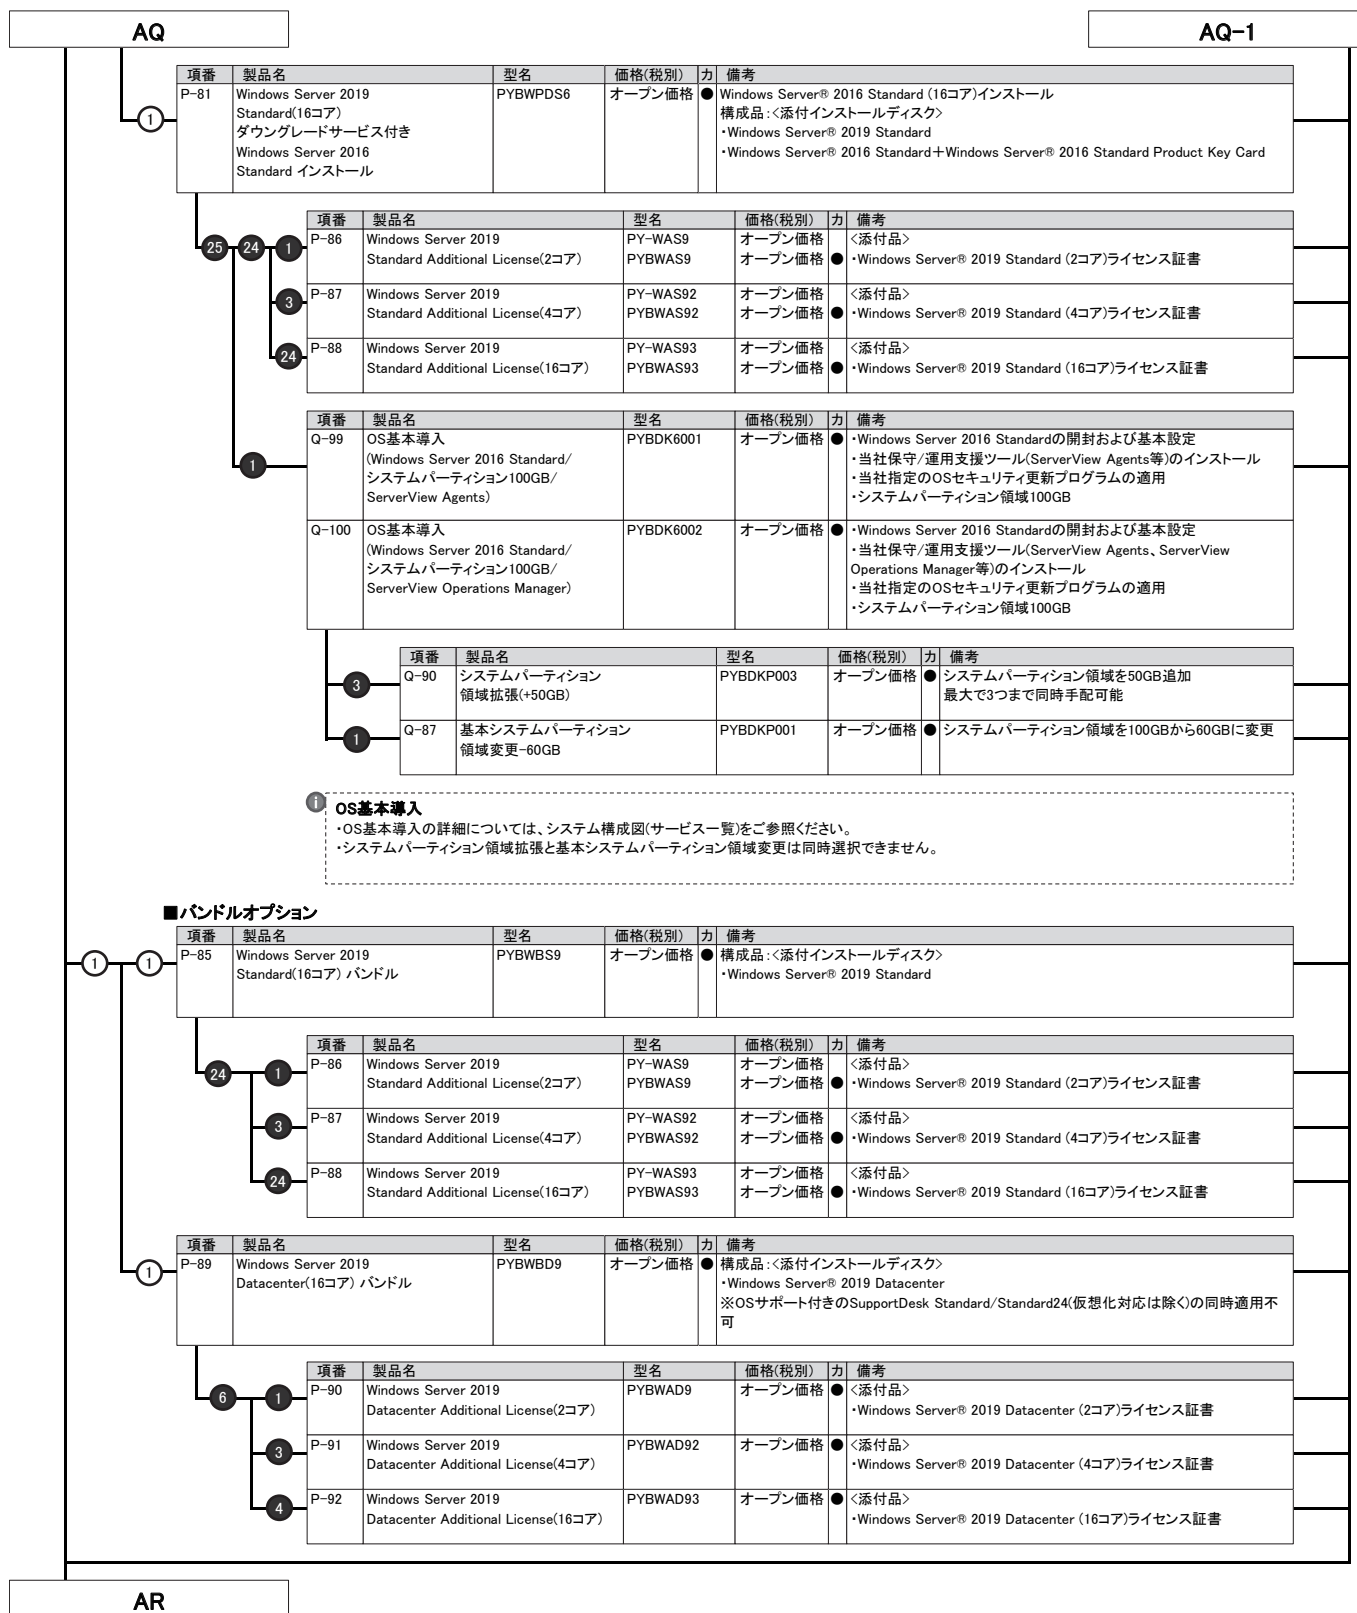 AQ
AQ-1
項番 製品名 型名 価格(税別) カ 備考
P-81 Windows Server 2019 PYBWPDS6 オープン価格 ● Windows Server® 2016 Standard (16コア)インストール
Standard(16コア) 構成品:<添付インストールディスク>
ダウングレードサービス付き ・Windows Server® 2019 Standard
Windows Server 2016 ・Windows Server® 2016 Standard+Windows Server® 2016 Standard Product Key Card
Standard インストール
1
項番 製品名 型名 価格(税別) カ 備考
25 24 1 P-86 Windows Server 2019 PY-WAS9 オープン価格 <添付品>
Standard Additional License(2コア) PYBWAS9 オープン価格 ● ・Windows Server® 2019 Standard (2コア)ライセンス証書
3 P-87 Windows Server 2019 PY-WAS92 オープン価格 <添付品>
Standard Additional License(4コア) PYBWAS92 オープン価格 ● ・Windows Server® 2019 Standard (4コア)ライセンス証書
24 P-88 Windows Server 2019 PY-WAS93 オープン価格 <添付品>
Standard Additional License(16コア) PYBWAS93 オープン価格 ● ・Windows Server® 2019 Standard (16コア)ライセンス証書
項番 製品名 型名 価格(税別) カ 備考
Q-99 OS基本導入 PYBDK6001 オープン価格 ● ・Windows Server 2016 Standardの開封および基本設定
(Windows Server 2016 Standard/ ・当社保守/運用支援ツール(ServerView Agents等)のインストール
1 システムパーティション100GB/ ・当社指定のOSセキュリティ更新プログラムの適用
ServerView Agents) ・システムパーティション領域100GB
Q-100 OS基本導入 PYBDK6002 オープン価格 ● ・Windows Server 2016 Standardの開封および基本設定
(Windows Server 2016 Standard/ ・当社保守/運用支援ツール(ServerView Agents、ServerView
システムパーティション100GB/ Operations Manager等)のインストール
ServerView Operations Manager) ・当社指定のOSセキュリティ更新プログラムの適用
・システムパーティション領域100GB
項番 製品名 型名 価格(税別) カ 備考
3 Q-90 システムパーティション PYBDKP003 オープン価格 ● システムパーティション領域を50GB追加
領域拡張(+50GB) 最大で3つまで同時手配可能
1 Q-87 基本システムパーティション PYBDKP001 オープン価格 ● システムパーティション領域を100GBから60GBに変更
領域変更-60GB
i OS基本導入
・OS基本導入の詳細については、システム構成図(サービス一覧)をご参照ください。
・システムパーティション領域拡張と基本システムパーティション領域変更は同時選択できません。
■バンドルオプション
項番 製品名 型名 価格(税別) カ 備考
1 1 P-85 Windows Server 2019 PYBWBS9 オープン価格 ● 構成品:<添付インストールディスク>
Standard(16コア) バンドル ・Windows Server® 2019 Standard
項番 製品名 型名 価格(税別) カ 備考
24 1 P-86 Windows Server 2019 PY-WAS9 オープン価格 <添付品>
Standard Additional License(2コア) PYBWAS9 オープン価格 ● ・Windows Server® 2019 Standard (2コア)ライセンス証書
3 P-87 Windows Server 2019 PY-WAS92 オープン価格 <添付品>
Standard Additional License(4コア) PYBWAS92 オープン価格 ● ・Windows Server® 2019 Standard (4コア)ライセンス証書
24 P-88 Windows Server 2019 PY-WAS93 オープン価格 <添付品>
Standard Additional License(16コア) PYBWAS93 オープン価格 ● ・Windows Server® 2019 Standard (16コア)ライセンス証書
項番 製品名 型名 価格(税別) カ 備考
1 P-89 Windows Server 2019 PYBWBD9 オープン価格 ● 構成品:<添付インストールディスク>
Datacenter(16コア) バンドル ・Windows Server® 2019 Datacenter
※OSサポート付きのSupportDesk Standard/Standard24(仮想化対応は除く)の同時適用不
可
項番 製品名 型名 価格(税別) カ 備考
6 1 P-90 Windows Server 2019 PYBWAD9 オープン価格 ● <添付品>
Datacenter Additional License(2コア) ・Windows Server® 2019 Datacenter (2コア)ライセンス証書
3 P-91 Windows Server 2019 PYBWAD92 オープン価格 ● <添付品>
Datacenter Additional License(4コア) ・Windows Server® 2019 Datacenter (4コア)ライセンス証書
4 P-92 Windows Server 2019 PYBWAD93 オープン価格 ● <添付品>
Datacenter Additional License(16コア) ・Windows Server® 2019 Datacenter (16コア)ライセンス証書
AR